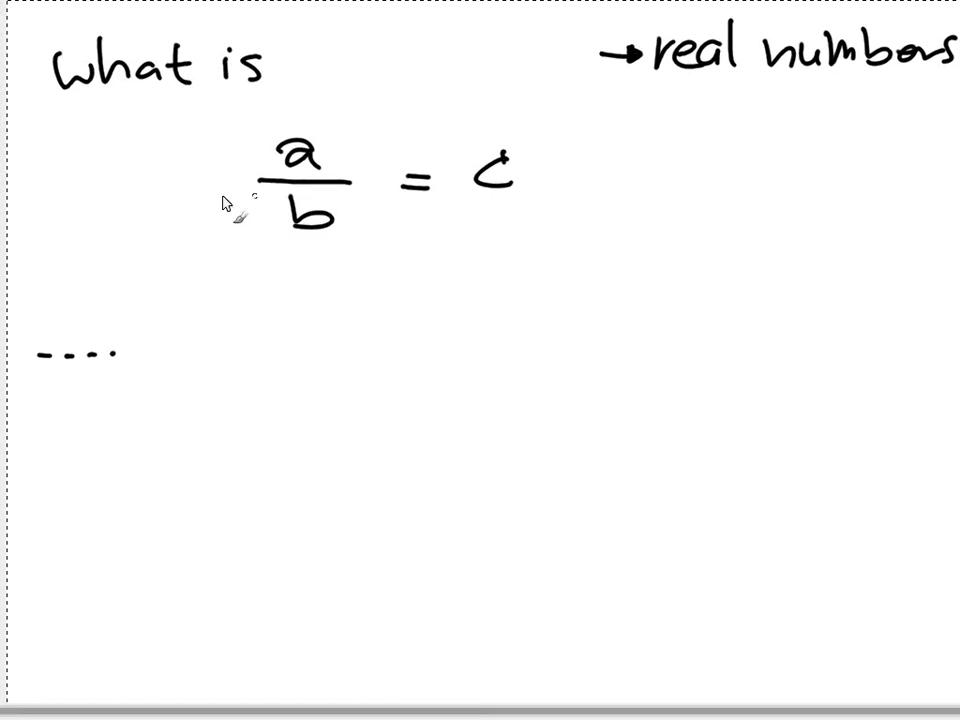 What is → real numbers
a
b = c
----.